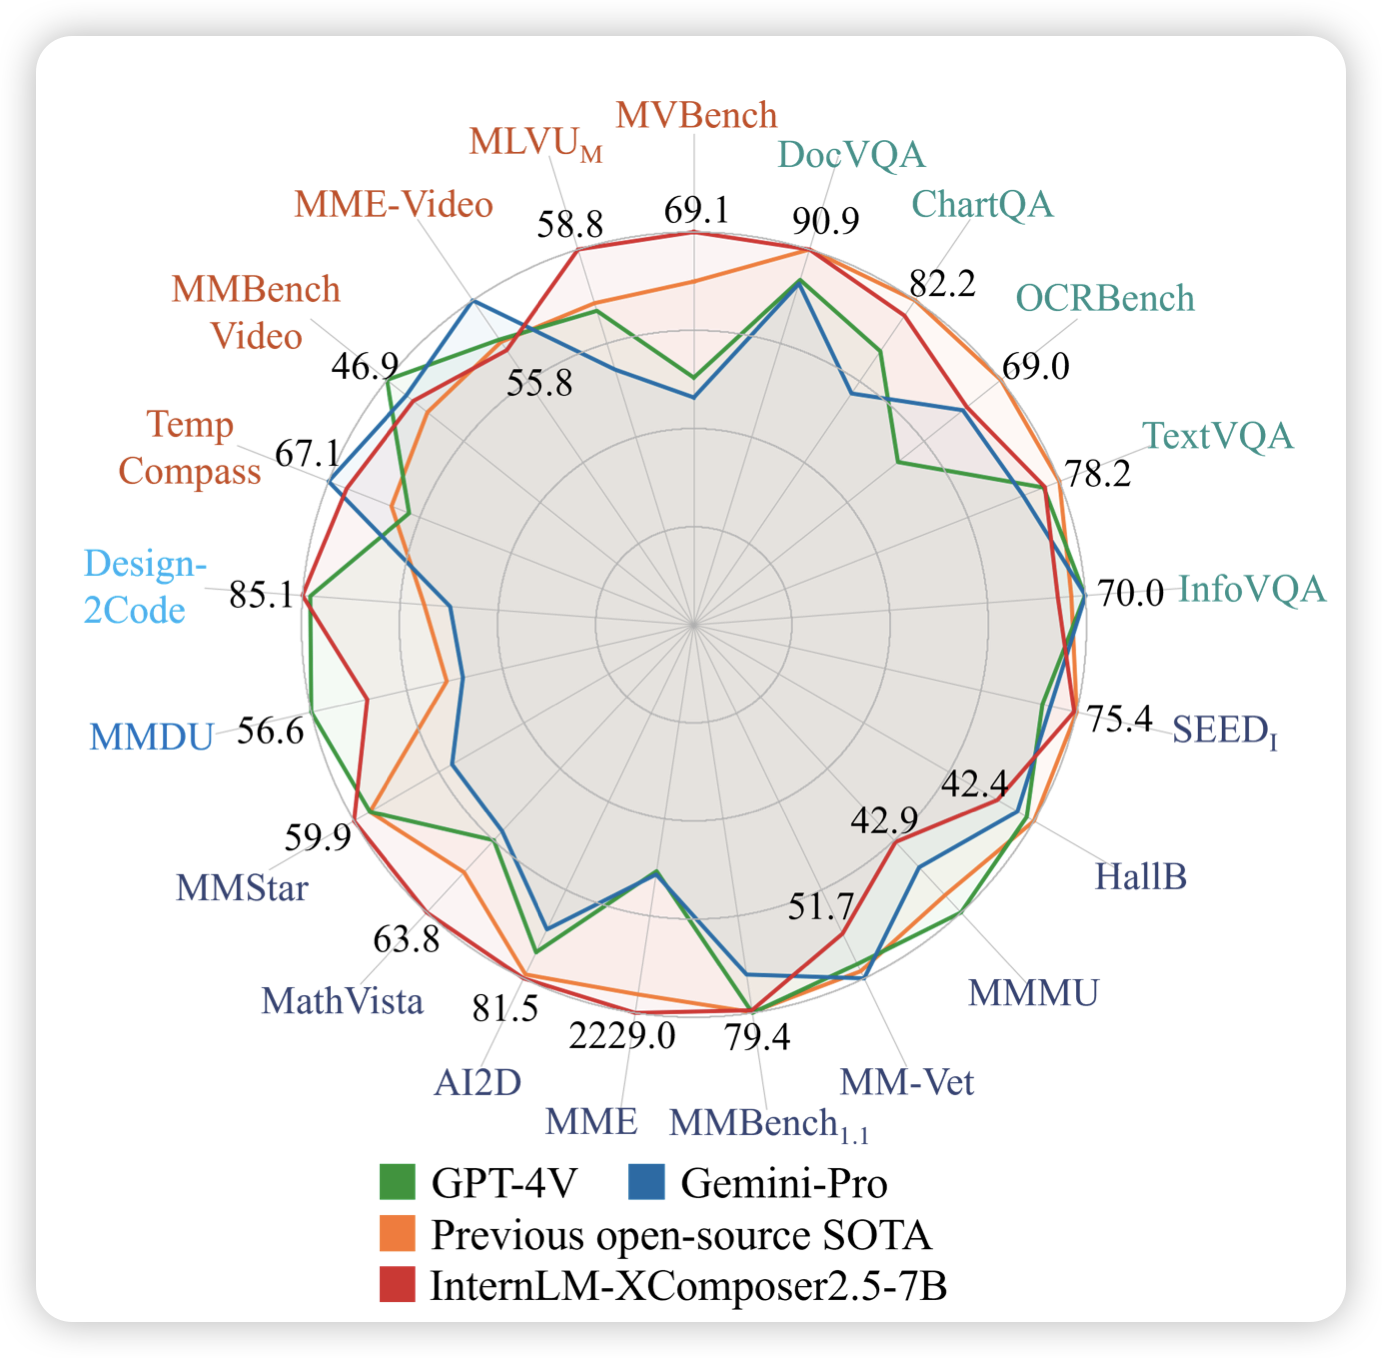 MVBench
MLVU_M
DocVQA
MME-Video
ChartQA
58.8
69.1
90.9
MMBench
Video
82.2
OCRBench
46.9
55.8
69.0
Temp
Compass
67.1
TextVQA
78.2
Design-
2Code
85.1
70.0
InfoVQA
MMDU
56.6
75.4
SEED_I
42.4
59.9
42.9
MMStar
HallB
51.7
63.8
MathVista
MMMU
81.5
2229.0
79.4
AI2D
MM-Vet
MME
MMBench_1.1
GPT-4V
Gemini-Pro
Previous open-source SOTA
InternLM-XComposer2.5-7B